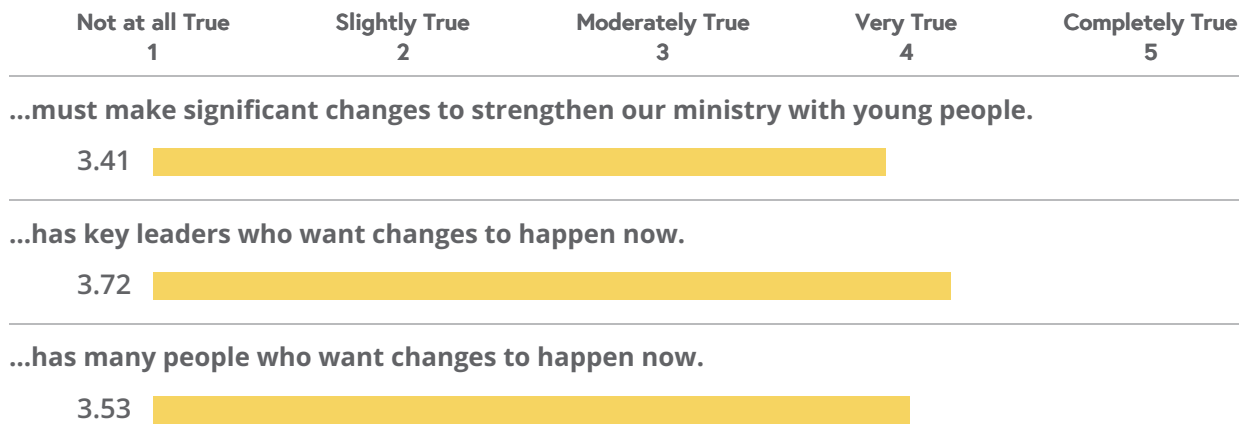 Not at all True Slightly True Moderately True Very True Completely True
1 2 3 4 5
...must make significant changes to strengthen our ministry with young people.
3.41
...has key leaders who want changes to happen now.
3.72
...has many people who want changes to happen now.
3.53